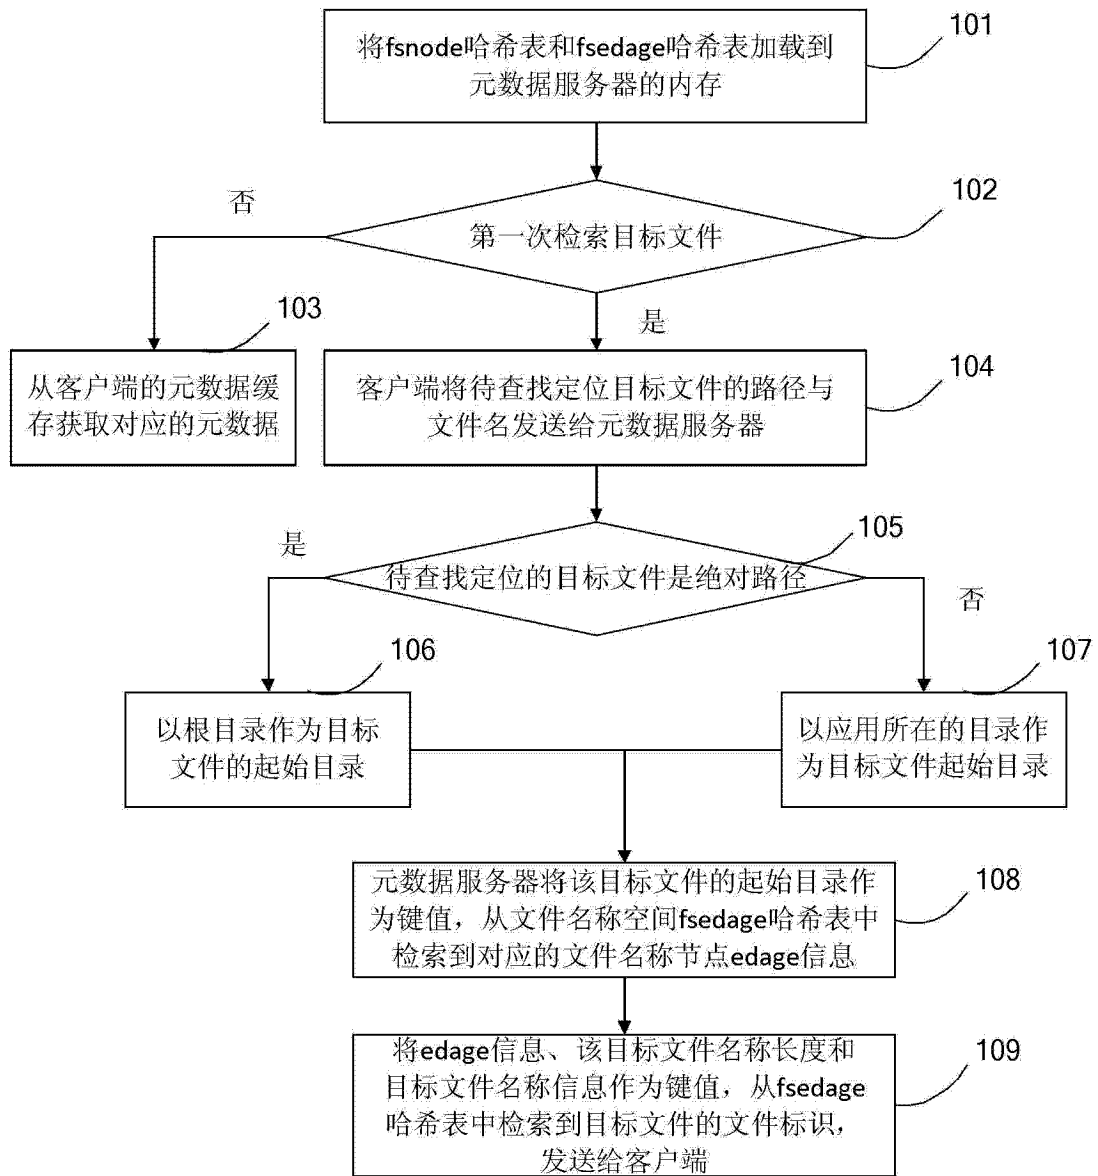 将fsnode哈希表和fsedage哈希表加载到
元数据服务器的内存
101
102
否
第一次检索目标文件
103
是
从客户端的元数据缓
存获取对应的元数据
104
客户端将待查找定位目标文件的路径与
文件名发送给元数据服务器
105
是
待查找定位的目标文件是绝对路径
否
106
107
以根目录作为目标
文件的起始目录
以应用所在的目录作
为目标文件起始目录
元数据服务器将该目标文件的起始目录作
为键值，从文件名称空间fsedage哈希表中
检索到对应的文件名称节点edage信息
108
将edage信息、该目标文件名称长度和
目标文件名称信息作为键值，从fsedage
哈希表中检索到目标文件的文件标识，
发送给客户端
109